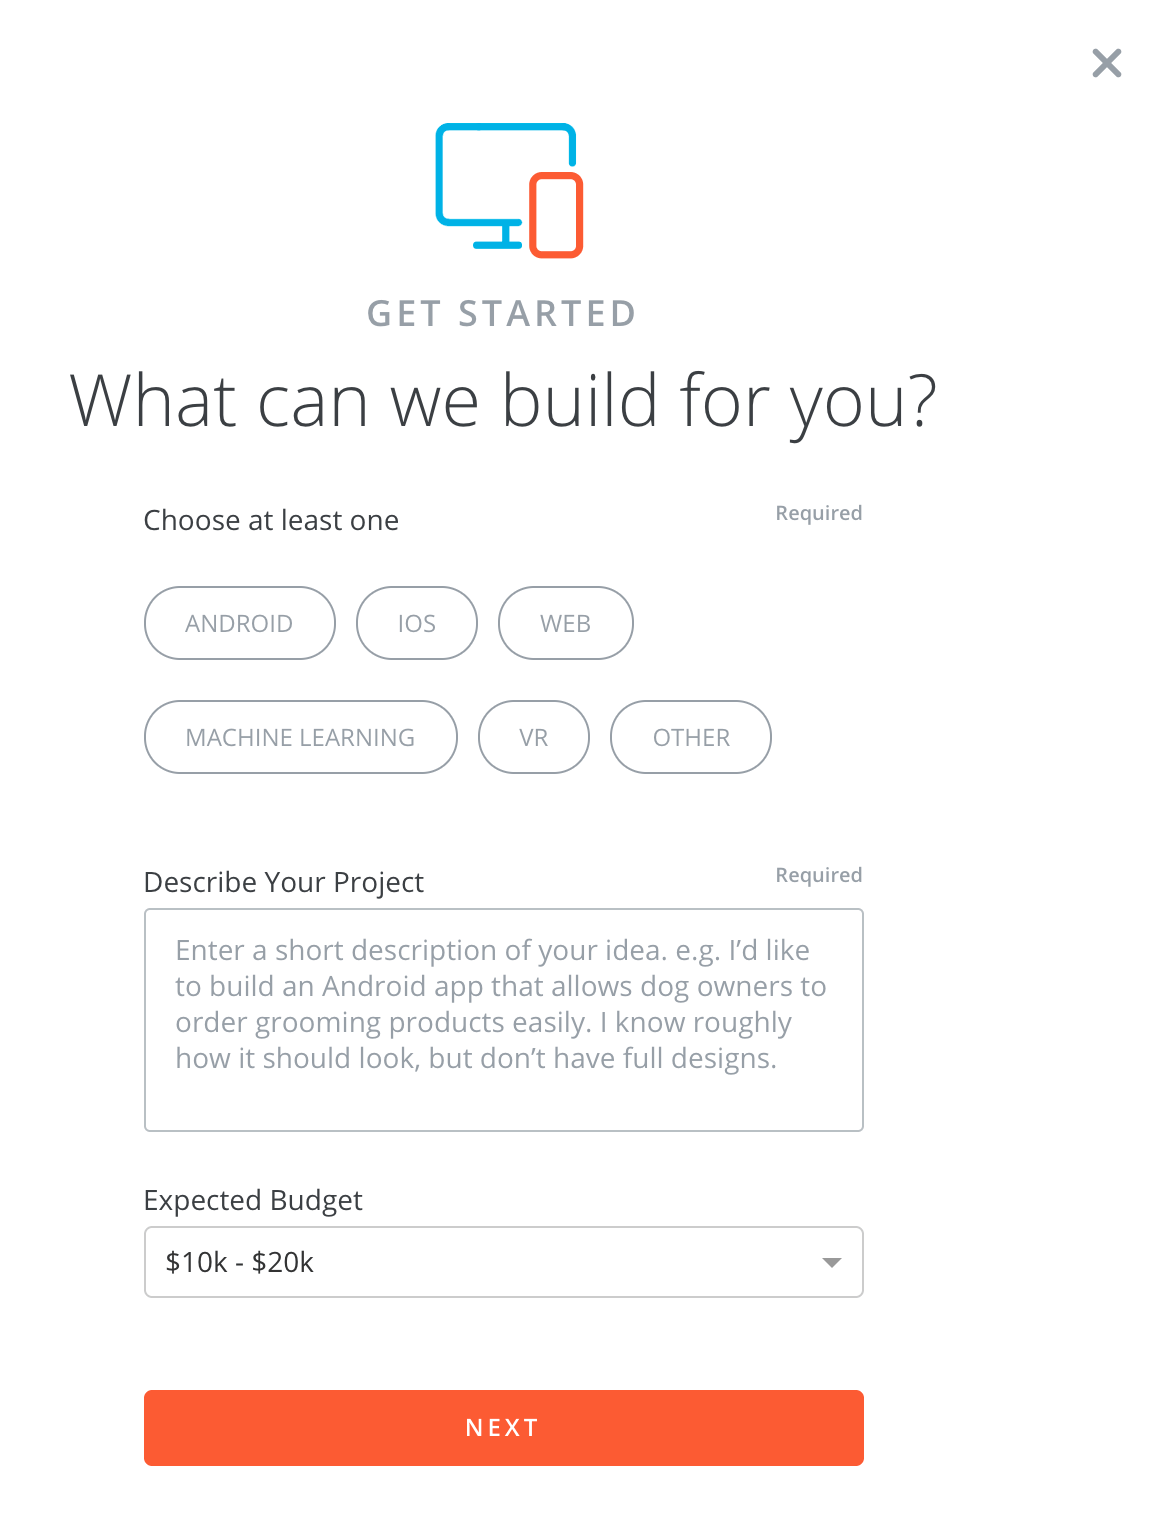 GET STARTED
What can we build for you?
Choose at least one
Required
ANDROID
IOS
WEB
MACHINE LEARNING
VR
OTHER
Describe Your Project
Required
Enter a short description of your idea. e.g. I’d like
to build an Android app that allows dog owners to
order grooming products easily. I know roughly
how it should look, but don’t have full designs.
Expected Budget
$10k - $20k
NEXT